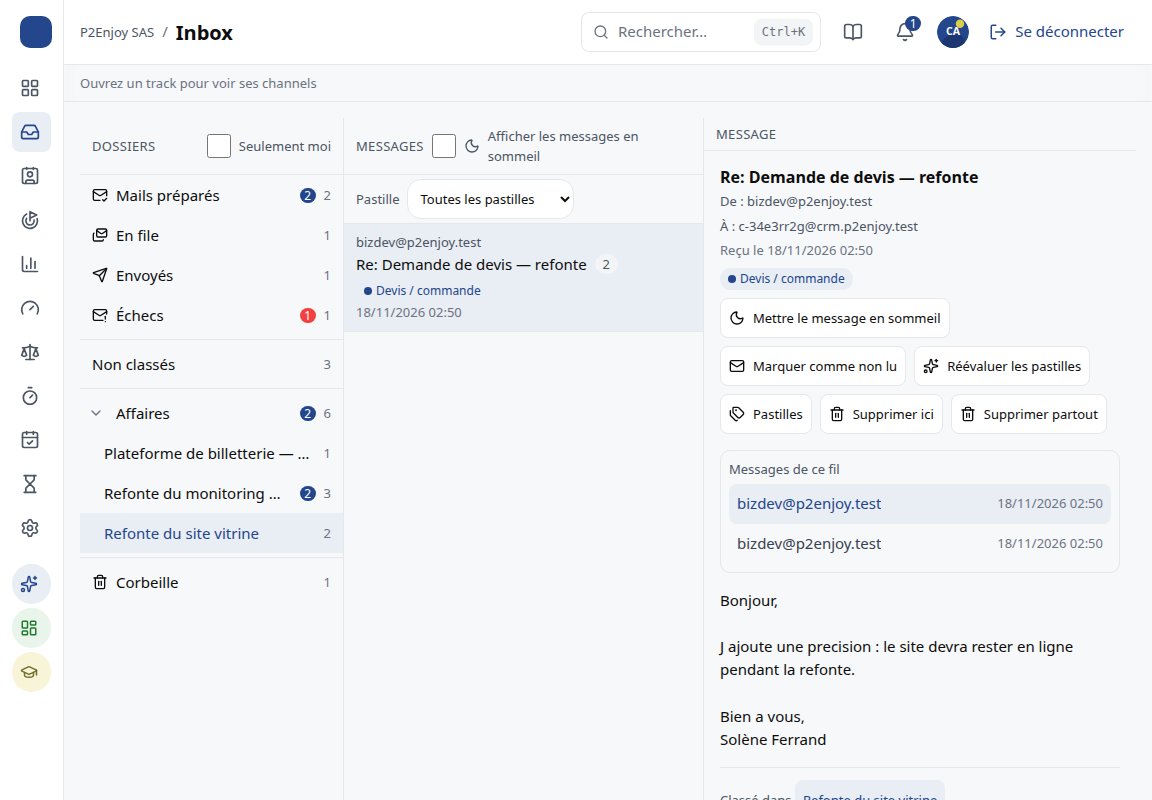 P2Enjoy SAS / Inbox
Rechercher... Ctrl+K
1
CA
Se déconnecter
Ouvrez un track pour voir ses channels
DOSSIERS
Seulement moi
Mails préparés 2 2
En file 1
Envoyés 1
Échecs 1 1
Non classés 3
Affaires 2 6
Plateforme de billetterie — ... 1
Refonte du monitoring ... 2 3
Refonte du site vitrine 2
Corbeille 1
MESSAGES
Afficher les messages en
sommeil
Pastille Toutes les pastilles
bizdev@p2enjoy.test
Re: Demande de devis — refonte 2
Devis / commande
18/11/2026 02:50
MESSAGE
Re: Demande de devis — refonte
De : bizdev@p2enjoy.test
À : c-34e3rr2g@crm.p2enjoy.test
Reçu le 18/11/2026 02:50
Devis / commande
Mettre le message en sommeil
Marquer comme non lu
Réévaluer les pastilles
Pastilles
Supprimer ici
Supprimer partout
Messages de ce fil
bizdev@p2enjoy.test 18/11/2026 02:50
bizdev@p2enjoy.test 18/11/2026 02:50
Bonjour,
J ajoute une precision : le site devra rester en ligne
pendant la refonte.
Bien a vous,
Solène Ferrand
Classé dans Refonte du site vitrine